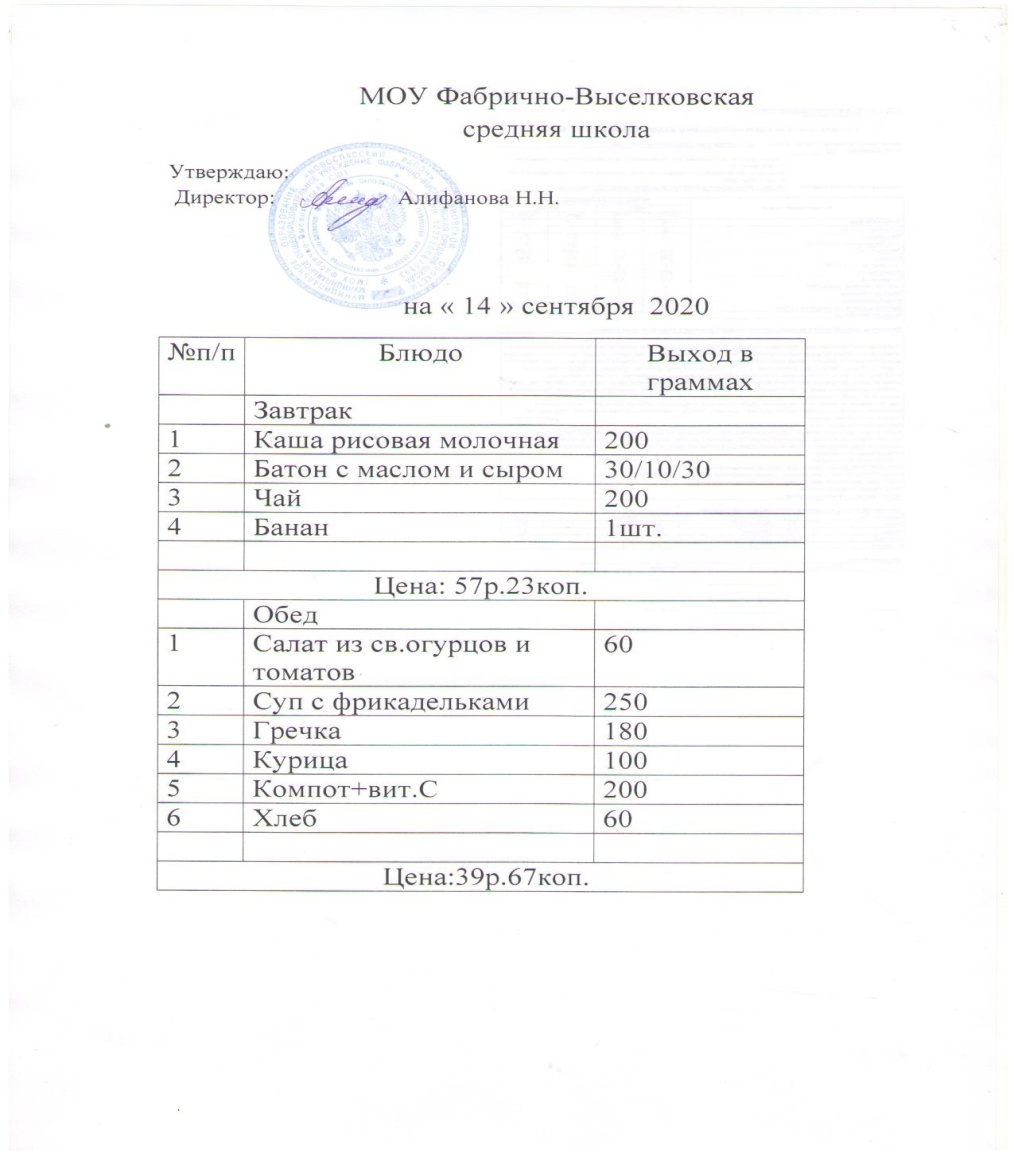 МОУ Фабрично-Выселковская
средняя школа
Утверждаю:
Директор: Алифанова Н.Н.
на « 14 » сентября 2020
№п/п Блюдо Выход в
граммах
Завтрак
1 Каша рисовая молочная 200
2 Батон с маслом и сыром 30/10/30
3 Чай 200
4 Банан 1шт.
Цена: 57р.23коп.
Обед
1 Салат из св.огурцов и 60
томатов
2 Суп с фрикадельками 250
3 Гречка 180
4 Курица 100
5 Компот+вит.С 200
6 Хлеб 60
Цена:39р.67коп.